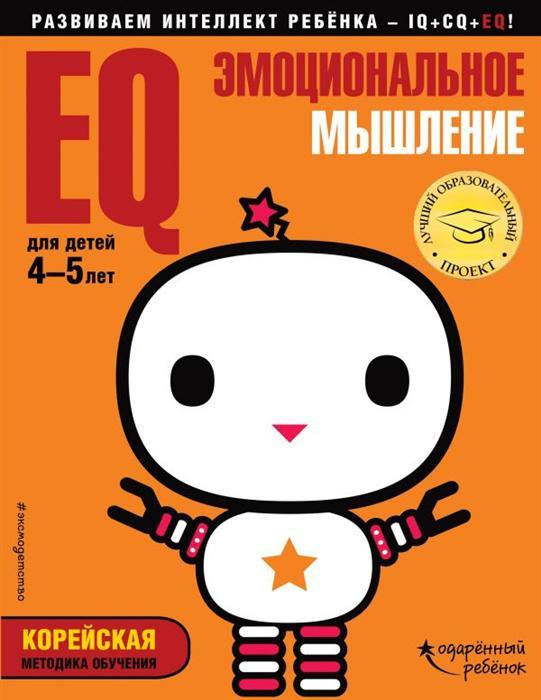 РАЗВИВАЕМ ИНТЕЛЛЕКТ РЕБЁНКА – IQ+CQ+EQ!
EQ
ЭМОЦИОНАЛЬНОЕ
МЫШЛЕНИЕ
для детей
4–5 лет
ЛУЧШИЙ ОБРАЗОВАТЕЛЬНЫЙ
• ПРОЕКТ •
#эксмодетство
КОРЕЙСКАЯ
МЕТОДИКА ОБУЧЕНИЯ
одарённый
ребёнок